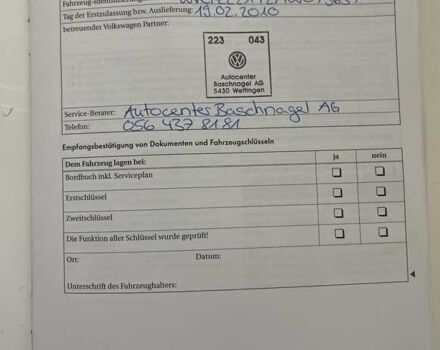 Fahrzeug-Identifizierung
Tag der Erstzulassung bzw. Auslieferung: 19.02.2010
betreuender Volkswagen Partner:
223 043
Autocenter
Baschnagel AG
5430 Wettingen
Service-Berater: Autocenter Baschnagel AG
Telefon: 056 437 81 81
Empfangsbestätigung von Dokumenten und Fahrzeugschlüsseln
Dem Fahrzeug lagen bei: ja nein
Bordbuch inkl. Serviceplan
Erstschlüssel
Zweitschlüssel
Die Funktion aller Schlüssel wurde geprüft!
Ort: Datum:
Unterschrift des Fahrzeughalters: